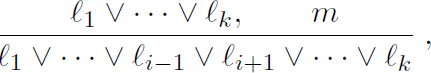 ℓ₁ ∨ ⋯ ∨ ℓₖ, m
ℓ₁ ∨ ⋯ ∨ ℓᵢ₋₁ ∨ ℓᵢ₊₁ ∨ ⋯ ∨ ℓₖ ,